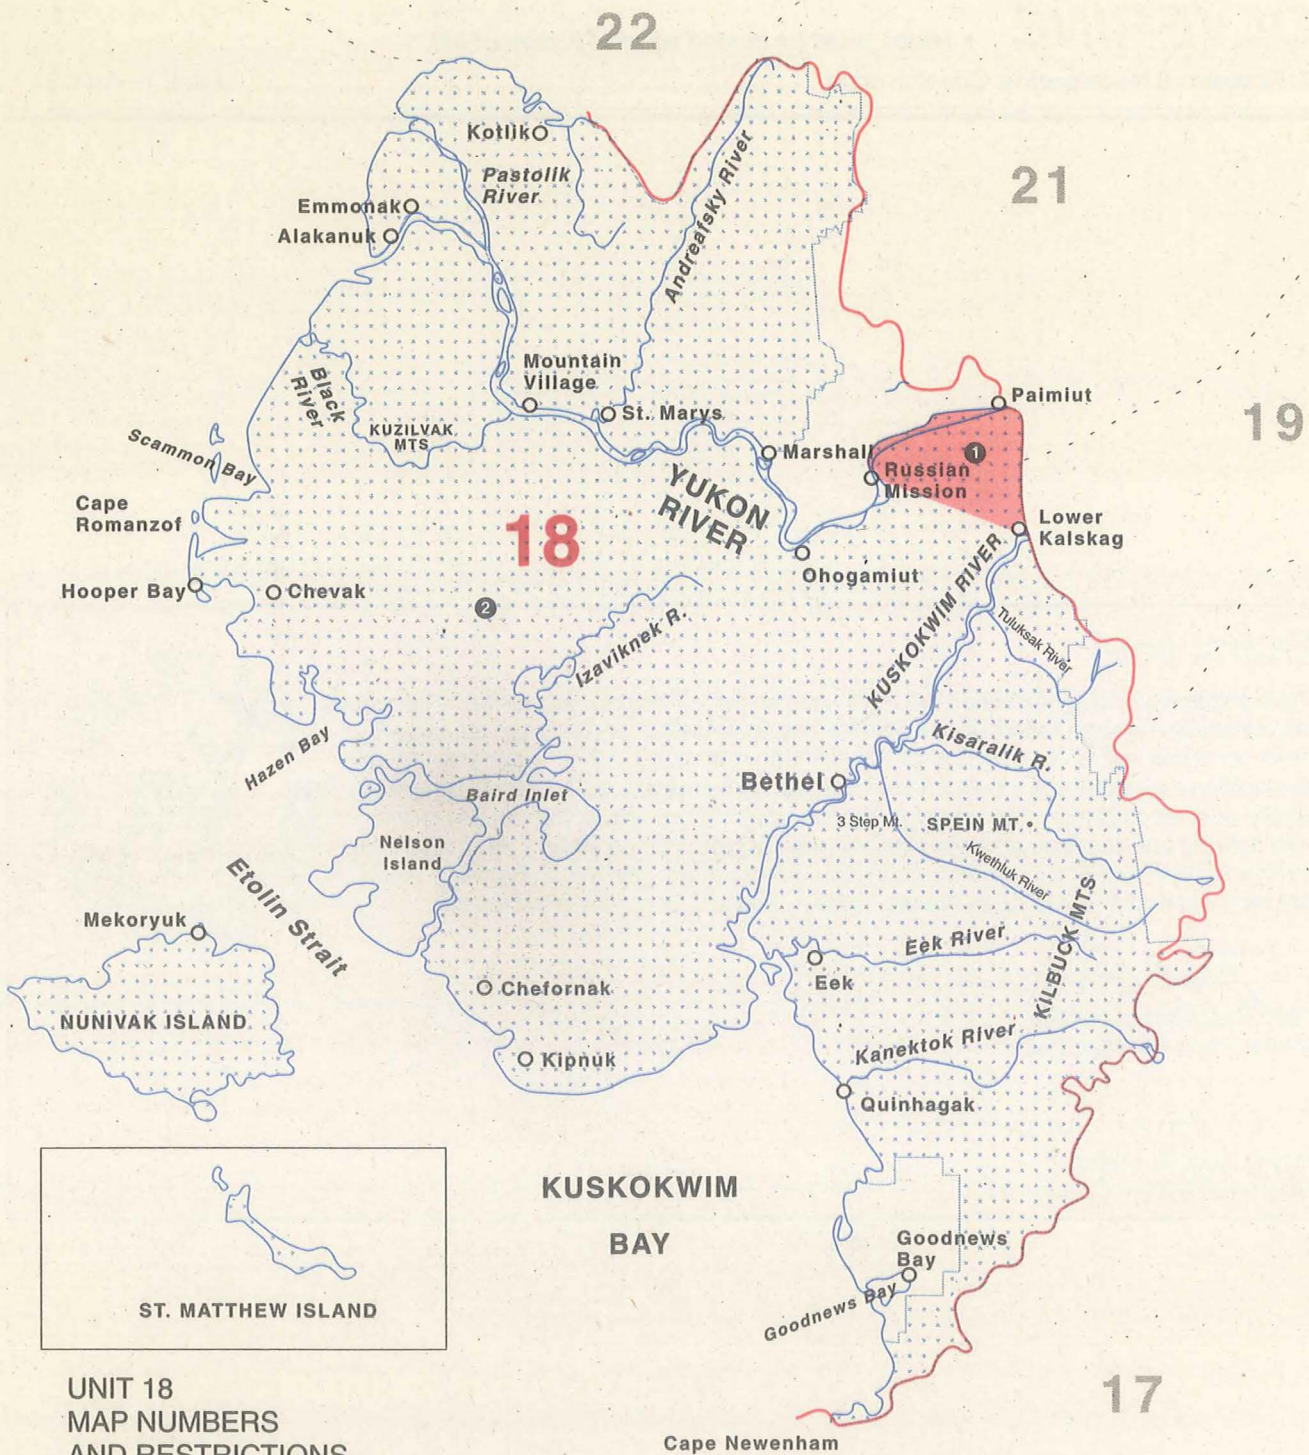 22
Kotlik
Pastolik
River
Andreafsky River
21
Emmonak
Alakanuk
Mountain
Village
Black
River
Paimiut
St. Marys
19
KUZILVAK
MTS
Scammon Bay
Marshall
1
Russian
Mission
YUKON
RIVER
Cape
Romanzof
18
Lower
Kalskag
Ohogamiut
Hooper Bay
Chevak
2
KUSKOKWIM RIVER
Izaviknek R.
Tuluksak River
Hazen Bay
Kisaralik R.
Bethel
Baird Inlet
3 Step Mt.
SPEIN MT.
Nelson
Island
Kwethluk River
Etolin Strait
KILBUCK MTS
Mekoryuk
Eek River
Eek
Chefornak
NUNIVAK ISLAND
Kanektok River
Kipnuk
Quinhagak
KUSKOKWIM
BAY
Goodnews
Bay
Goodnews Bay
ST. MATTHEW ISLAND
UNIT 18
MAP NUMBERS
AND RESTRICTIONS
17
Cape Newenham